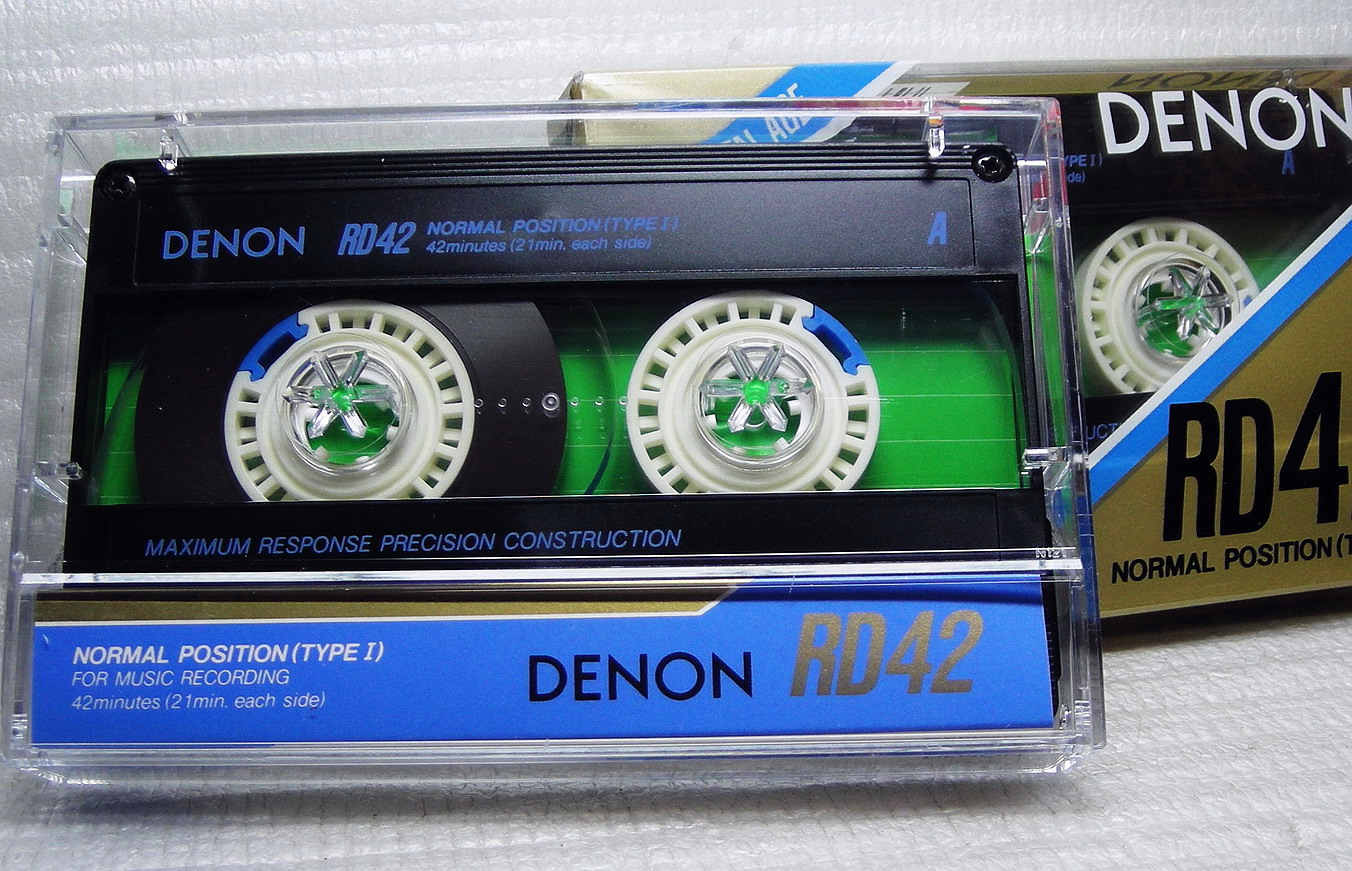 DENON RD42 NORMAL POSITION (TYPE I)
42minutes (21min. each side)
A
MAXIMUM RESPONSE PRECISION CONSTRUCTION
NORMAL POSITION (TYPE I)
FOR MUSIC RECORDING
42minutes (21min. each side)
DENON RD42
DENON
A
RD4
NORMAL POSITION